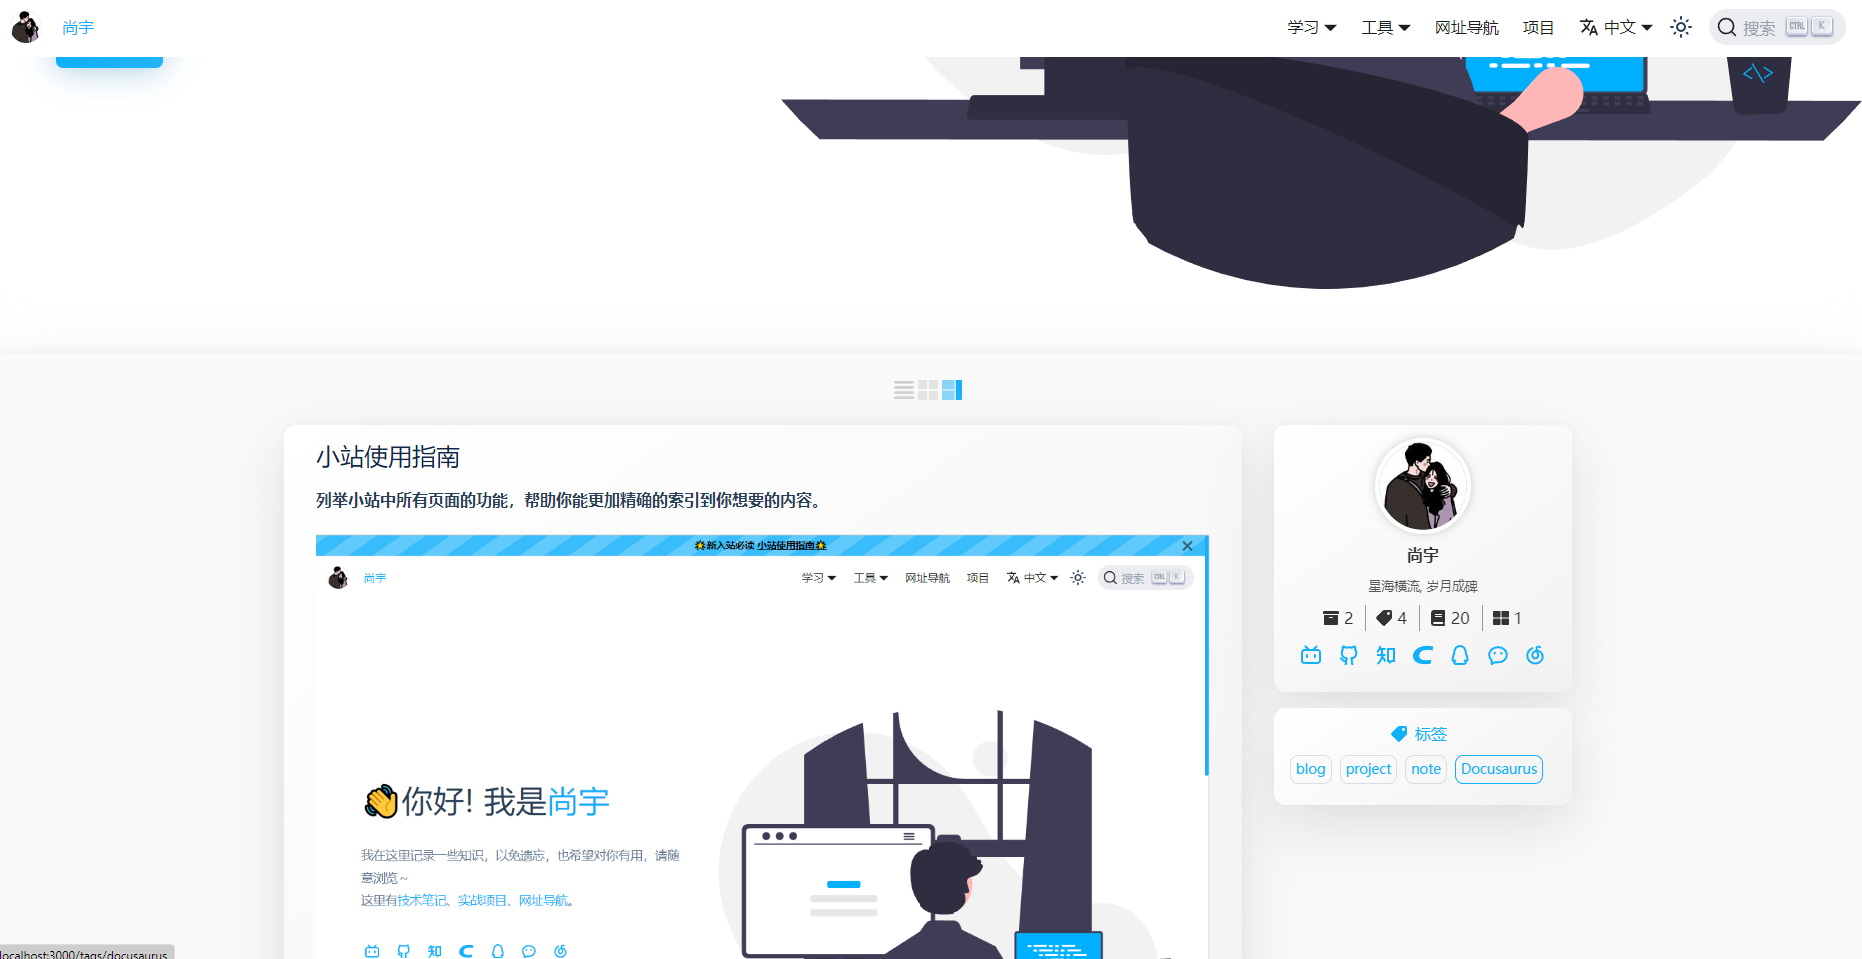 尚宇
学习 工具 网址导航 项目 中文 搜索 CTRL K
小站使用指南
列举小站中所有页面的功能，帮助你能更加精确的索引到你想要的内容。
新入站必读 小站使用指南
尚宇
学习 工具 网址导航 项目 中文 搜索 CTRL K
你好! 我是尚宇
我在这里记录一些知识，以免遗忘，也希望对你有用，请随
意浏览~
这里有技术笔记、实战项目、网址导航。
知
尚宇
星海横流, 岁月成碑
2 4 20 1
知
标签
blog project note Docusaurus
localhost:3000/tags/docusaurus